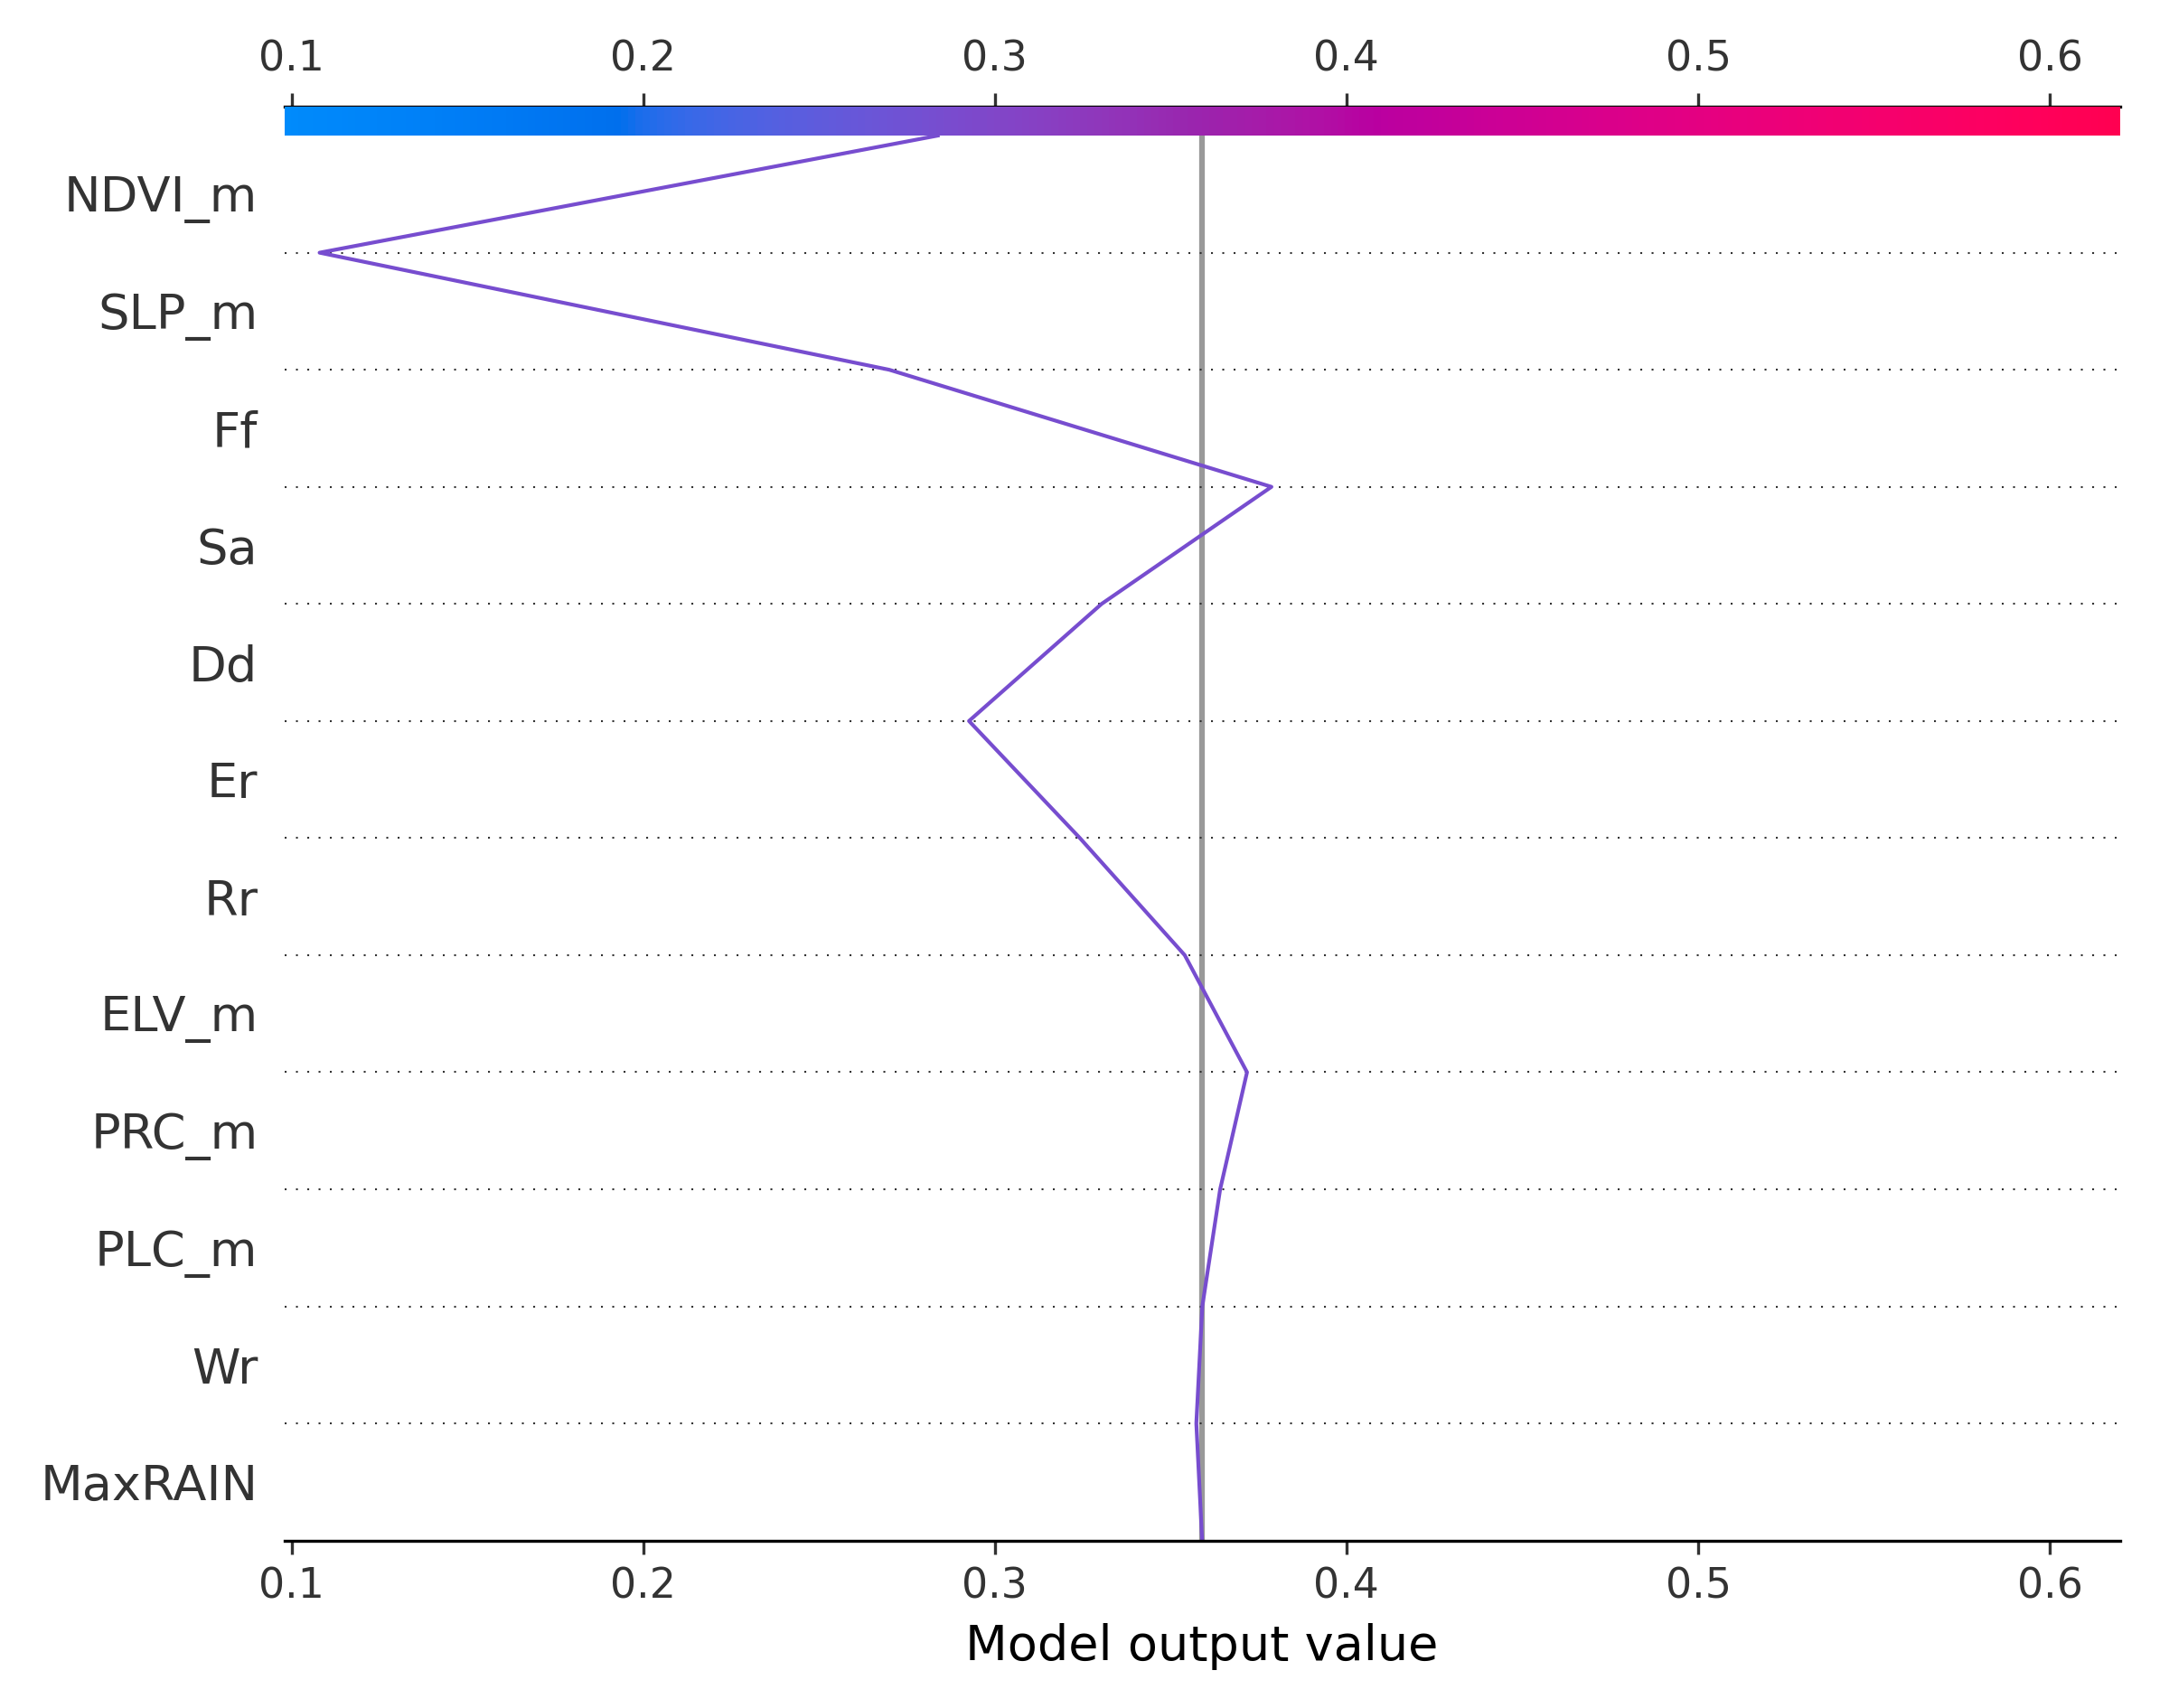 0.1 0.2 0.3 0.4 0.5 0.6
NDVI_m
SLP_m
Ff
Sa
Dd
Er
Rr
ELV_m
PRC_m
PLC_m
Wr
MaxRAIN
0.1 0.2 0.3 0.4 0.5 0.6
Model output value